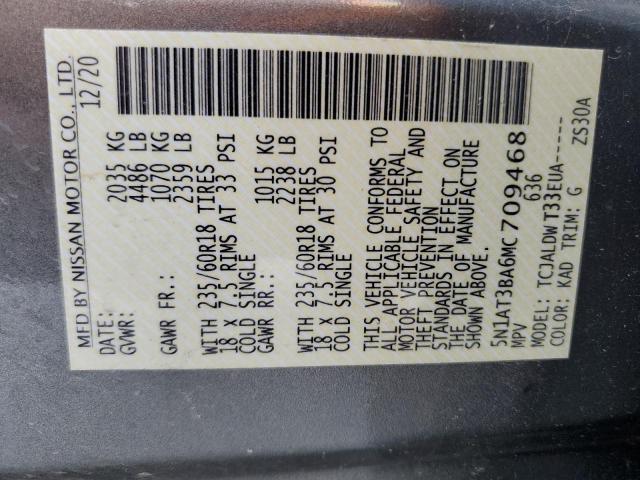 MFD BY NISSAN MOTOR CO., LTD.
DATE: 12/20
GVWR: 2035 KG
4486 LB
GAWR FR.: 1070 KG
2359 LB
WITH 235/60R18 TIRES
18 X 7.5 RIMS AT 33 PSI
COLD SINGLE
GAWR RR.: 1015 KG
2238 LB
WITH 235/60R18 TIRES
18 X 7.5 RIMS AT 30 PSI
COLD SINGLE
THIS VEHICLE CONFORMS TO
ALL APPLICABLE FEDERAL
MOTOR VEHICLE SAFETY AND
THEFT PREVENTION
STANDARDS IN EFFECT ON
THE DATE OF MANUFACTURE
SHOWN ABOVE.
5N1AT3BA6MC709468
MPV 636
MODEL: TCJALDWT33EUA------
COLOR: KAD TRIM: G ZS30A